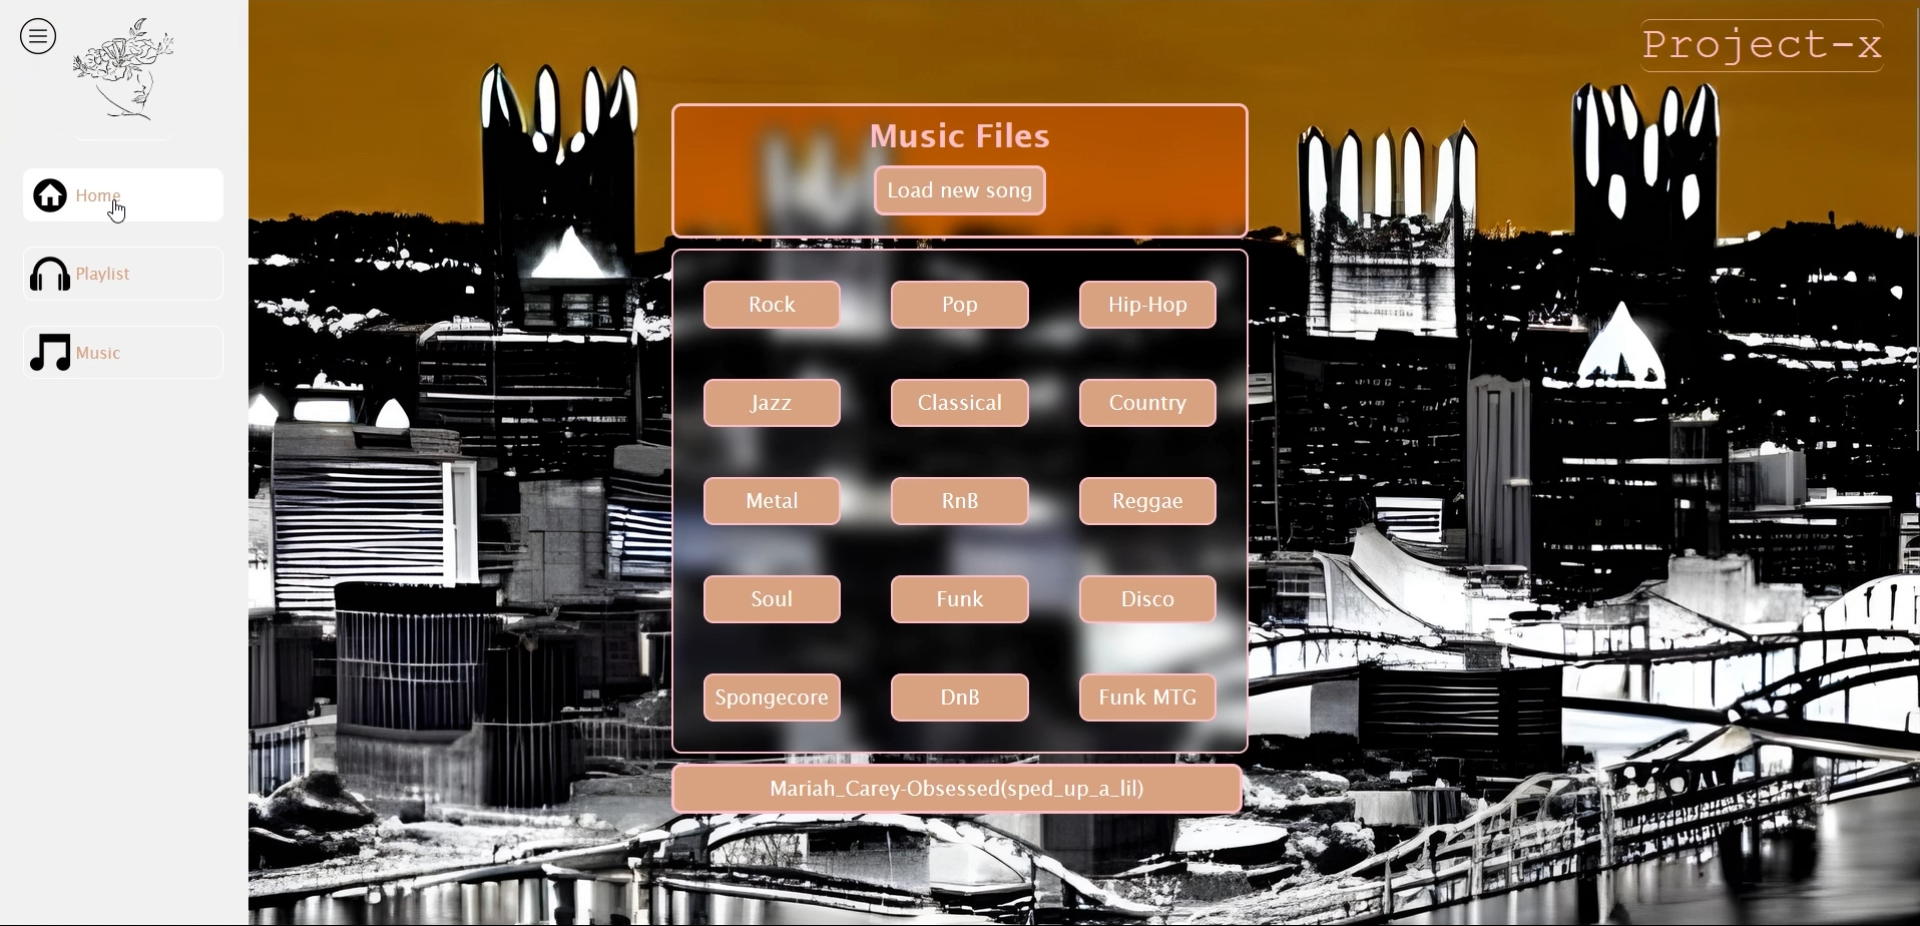 Project-x
Home
Playlist
Music
Music Files
Load new song
Rock
Pop
Hip-Hop
Jazz
Classical
Country
Metal
RnB
Reggae
Soul
Funk
Disco
Spongecore
DnB
Funk MTG
Mariah_Carey-Obsessed(sped_up_a_lil)